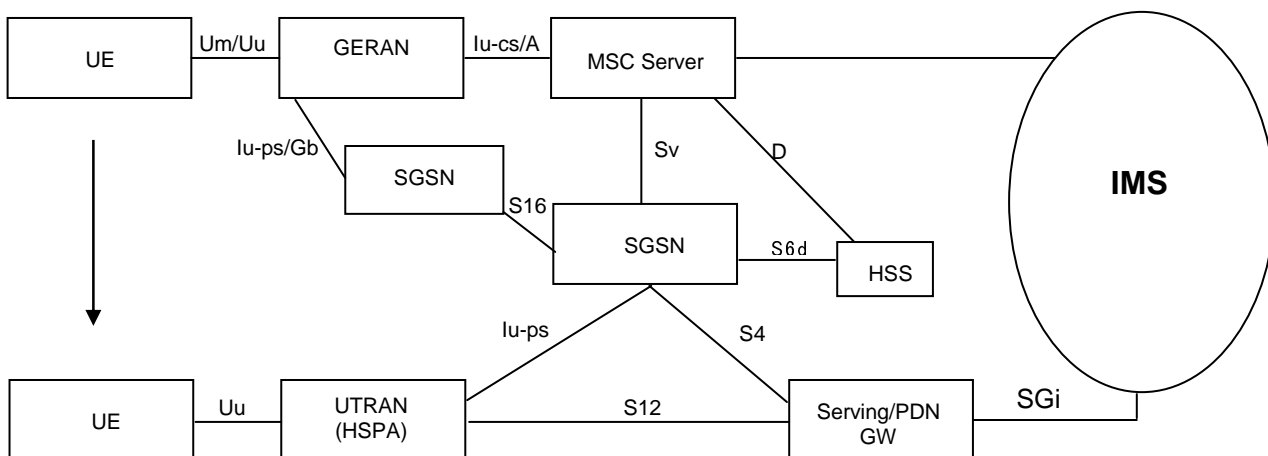 UE
Um/Uu
GERAN
Iu-cs/A
MSC Server
Iu-ps/Gb
SGSN
S16
Sv
D
IMS
SGSN
S6d
HSS
Iu-ps
S4
UE
Uu
UTRAN
(HSPA)
S12
Serving/PDN
GW
SGi